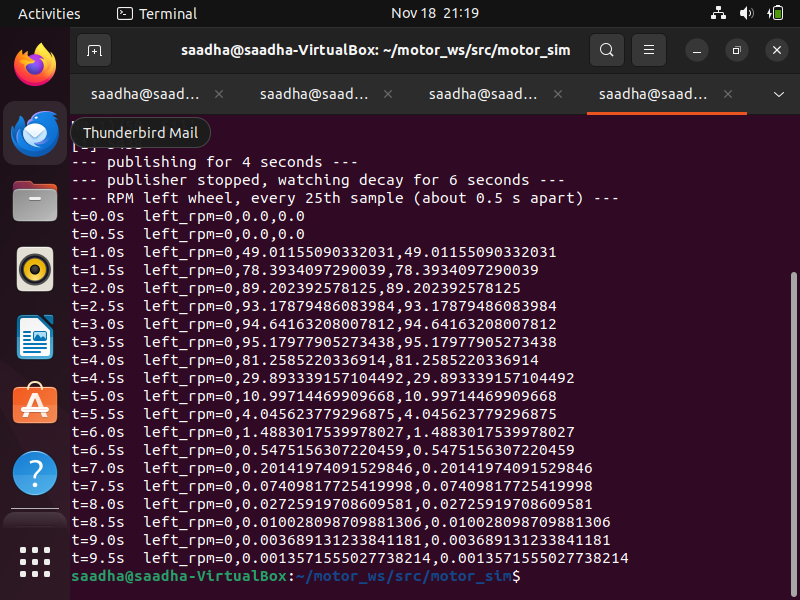 Activities
Terminal
Nov 18 21:19
saadha@saadha-VirtualBox: ~/motor_ws/src/motor_sim
saadha@saad...
saadha@saad...
saadha@saad...
saadha@saad...
Thunderbird Mail
--- publishing for 4 seconds ---
--- publisher stopped, watching decay for 6 seconds ---
--- RPM left wheel, every 25th sample (about 0.5 s apart) ---
t=0.0s  left_rpm=0,0.0,0.0
t=0.5s  left_rpm=0,0.0,0.0
t=1.0s  left_rpm=0,49.01155090332031,49.01155090332031
t=1.5s  left_rpm=0,78.3934097290039,78.3934097290039
t=2.0s  left_rpm=0,89.202392578125,89.202392578125
t=2.5s  left_rpm=0,93.17879486083984,93.17879486083984
t=3.0s  left_rpm=0,94.64163208007812,94.64163208007812
t=3.5s  left_rpm=0,95.17977905273438,95.17977905273438
t=4.0s  left_rpm=0,81.2585220336914,81.2585220336914
t=4.5s  left_rpm=0,29.893339157104492,29.893339157104492
t=5.0s  left_rpm=0,10.99714469909668,10.99714469909668
t=5.5s  left_rpm=0,4.045623779296875,4.045623779296875
t=6.0s  left_rpm=0,1.4883017539978027,1.4883017539978027
t=6.5s  left_rpm=0,0.5475156307220459,0.5475156307220459
t=7.0s  left_rpm=0,0.20141974091529846,0.20141974091529846
t=7.5s  left_rpm=0,0.07409817725419998,0.07409817725419998
t=8.0s  left_rpm=0,0.02725919708609581,0.02725919708609581
t=8.5s  left_rpm=0,0.010028098709881306,0.010028098709881306
t=9.0s  left_rpm=0,0.003689131233841181,0.003689131233841181
t=9.5s  left_rpm=0,0.0013571555027738214,0.0013571555027738214
saadha@saadha-VirtualBox:~/motor_ws/src/motor_sim$